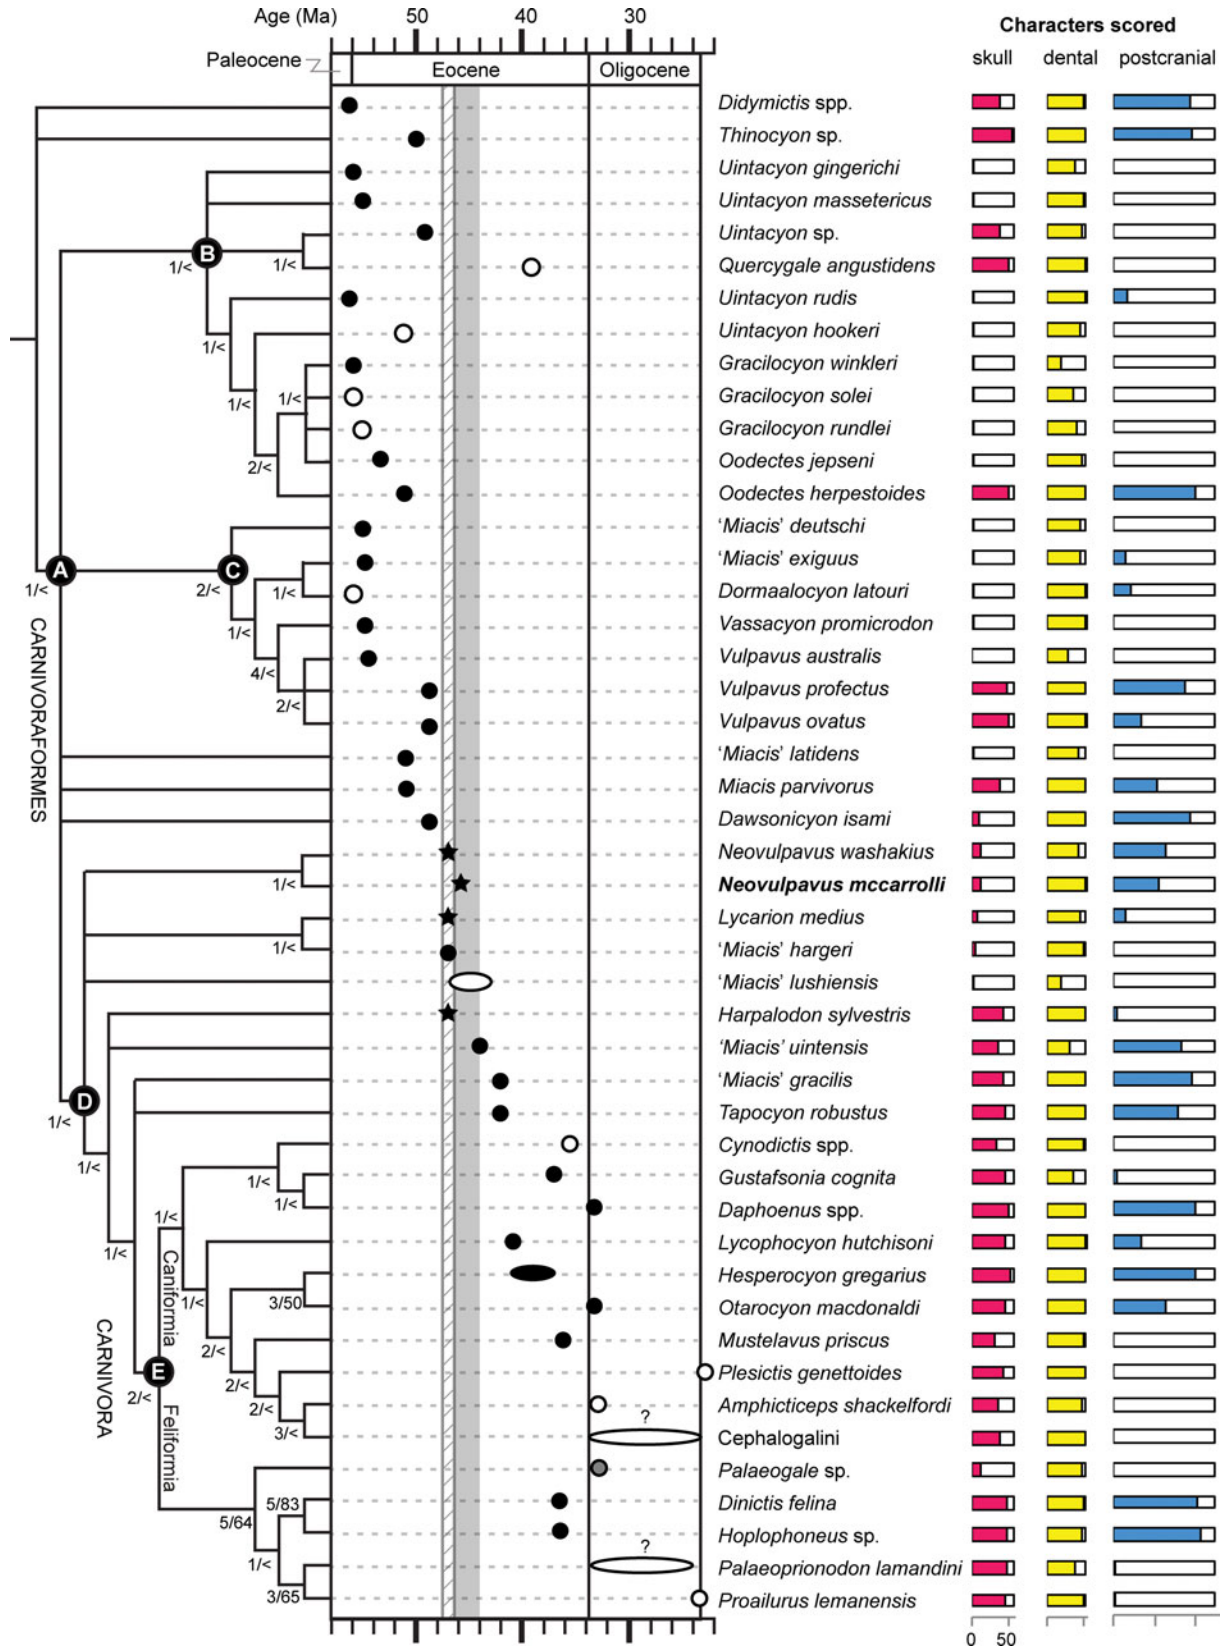 Age (Ma) 50 40 30
Characters scored
Paleocene Eocene Oligocene
skull dental postcranial
Didymictis spp.
Thinocyon sp.
Uintacyon gingerichi
Uintacyon massetericus
Uintacyon sp.
B
1/<
1/<
Quercygale angustidens
Uintacyon rudis
Uintacyon hookeri
1/<
Gracilocyon winkleri
1/<
1/<
Gracilocyon solei
Gracilocyon rundlei
Oodectes jepseni
2/<
Oodectes herpestoides
'Miacis' deutschi
'Miacis' exiguus
A
1/<
C
2/<
1/<
Dormaalocyon latouri
Vassacyon promicrodon
1/<
Vulpavus australis
4/<
Vulpavus profectus
2/<
Vulpavus ovatus
CARNIVORAFORMES
'Miacis' latidens
Miacis parvivorus
Dawsonicyon isami
Neovulpavus washakius
1/<
Neovulpavus mccarrolli
Lycarion medius
1/<
'Miacis' hargeri
'Miacis' lushiensis
Harpalodon sylvestris
'Miacis' uintensis
'Miacis' gracilis
D
1/<
Tapocyon robustus
Cynodictis spp.
1/<
1/<
Gustafsonia cognita
1/<
Daphoenus spp.
1/<
Lycophocyon hutchisoni
1/<
Caniformia
Hesperocyon gregarius
1/<
3/50
Otarocyon macdonaldi
Mustelavus priscus
2/<
CARNIVORA
E
2/<
2/<
Plesictis genettoides
2/<
Amphicticeps shackelfordi
Feliformia
3/<
?
Cephalogalini
Palaeogale sp.
5/83
Dinictis felina
5/64
Hoplophoneus sp.
1/<
?
Palaeoprionodon lamandini
3/65
Proailurus lemanensis
0 50